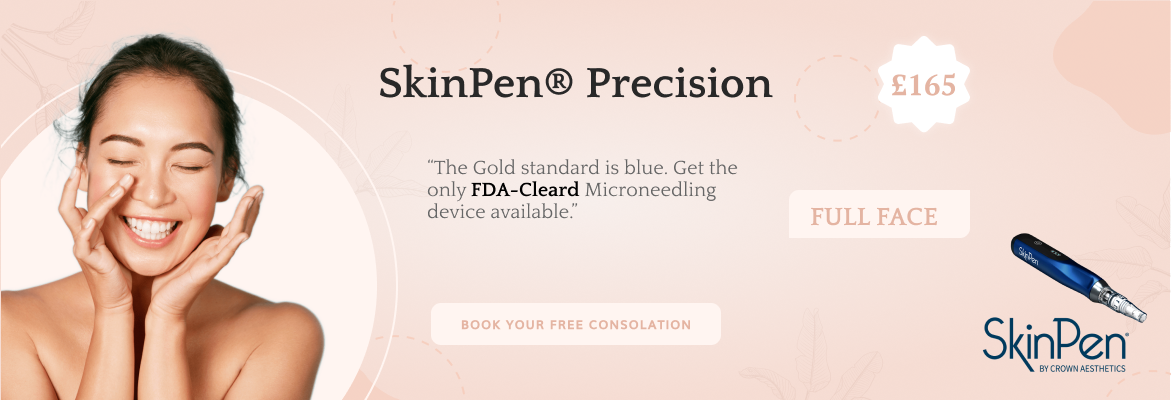 SkinPen® Precision
£165
“The Gold standard is blue. Get the
only FDA-Cleard Microneedling
device available.”
FULL FACE
BOOK YOUR FREE CONSOLATION
SkinPen
SkinPen®
BY CROWN AESTHETICS